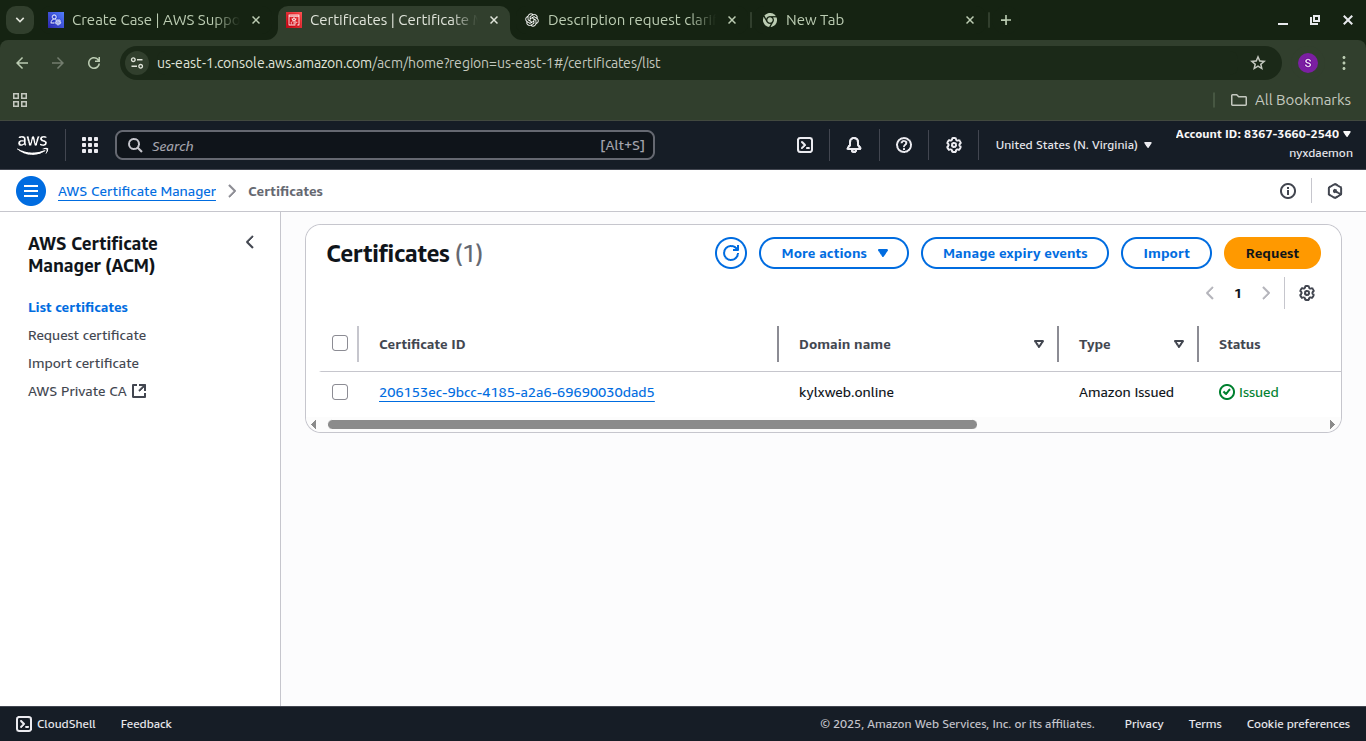 Create Case | AWS Suppo
Certificates | Certificate M
Description request clari
New Tab
us-east-1.console.aws.amazon.com/acm/home?region=us-east-1#/certificates/list
S
All Bookmarks
aws
Search
[Alt+S]
United States (N. Virginia)
Account ID: 8367-3660-2540
nyxdaemon
AWS Certificate Manager
Certificates
AWS Certificate
Manager (ACM)
List certificates
Request certificate
Import certificate
AWS Private CA
Certificates (1)
More actions
Manage expiry events
Import
Request
1
Certificate ID
Domain name
Type
Status
206153ec-9bcc-4185-a2a6-69690030dad5
kylxweb.online
Amazon Issued
Issued
CloudShell
Feedback
© 2025, Amazon Web Services, Inc. or its affiliates.
Privacy
Terms
Cookie preferences